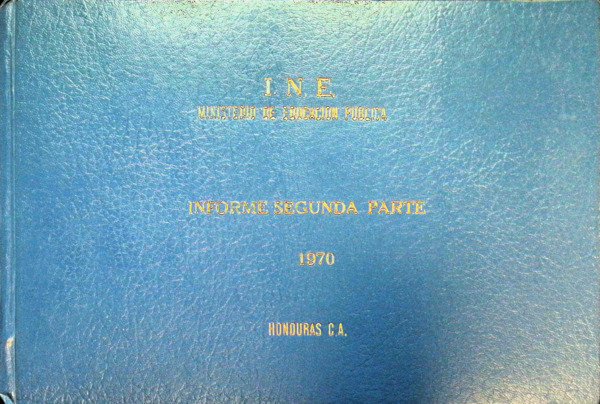 I. N. E.
MINISTERIO DE EDUCACION PUBLICA
INFORME SEGUNDA PARTE
1970
HONDURAS C.A.